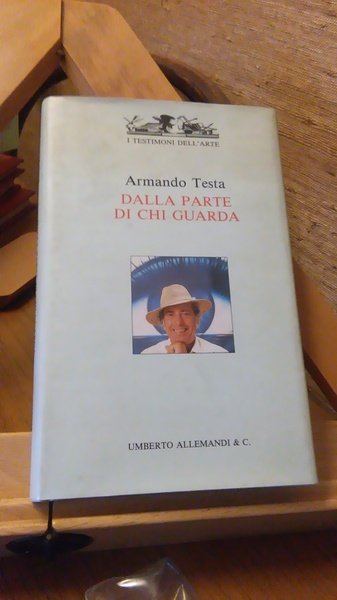 I TESTIMONI DELL'ARTE
Armando Testa
DALLA PARTE
DI CHI GUARDA
UMBERTO ALLEMANDI & C.